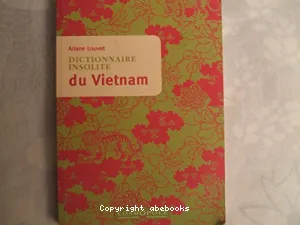 Ariane Louvet
DICTIONNAIRE
INSOLITE
du Vietnam
Copyright abebooks